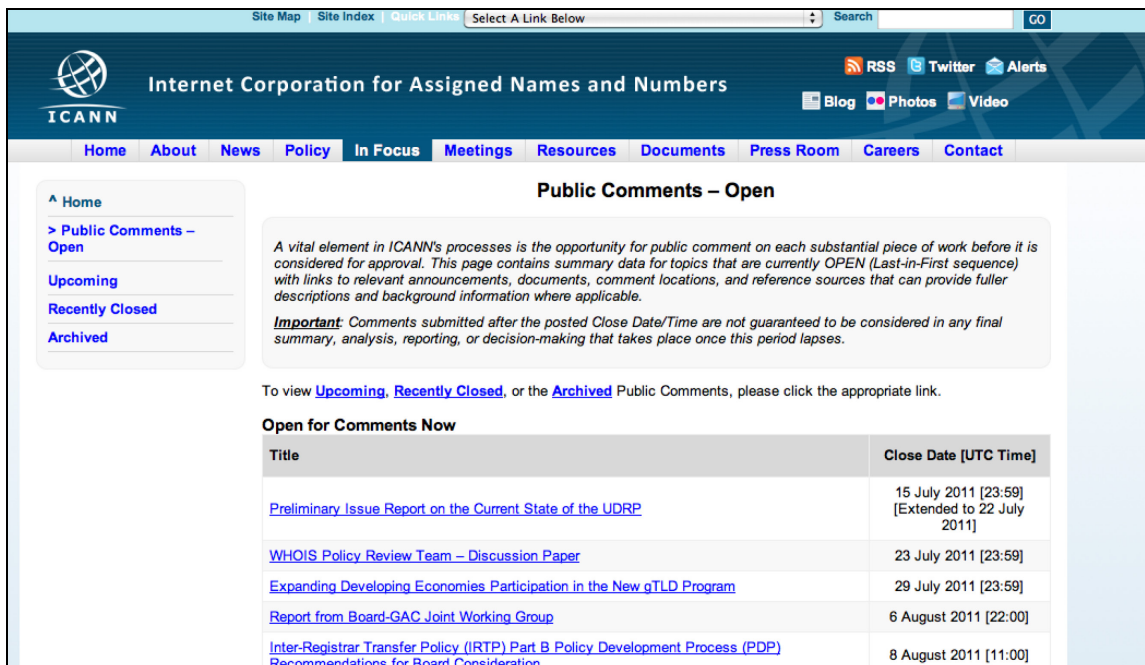 Site Map | Site Index | Quick Links Select A Link Below Search GO
ICANN
Internet Corporation for Assigned Names and Numbers
RSS Twitter Alerts
Blog Photos Video
Home About News Policy In Focus Meetings Resources Documents Press Room Careers Contact
^ Home
> Public Comments –
Open
Upcoming
Recently Closed
Archived
Public Comments – Open
A vital element in ICANN's processes is the opportunity for public comment on each substantial piece of work before it is
considered for approval. This page contains summary data for topics that are currently OPEN (Last-in-First sequence)
with links to relevant announcements, documents, comment locations, and reference sources that can provide fuller
descriptions and background information where applicable.
Important: Comments submitted after the posted Close Date/Time are not guaranteed to be considered in any final
summary, analysis, reporting, or decision-making that takes place once this period lapses.
To view Upcoming, Recently Closed, or the Archived Public Comments, please click the appropriate link.
Open for Comments Now
Title Close Date [UTC Time]
Preliminary Issue Report on the Current State of the UDRP
15 July 2011 [23:59]
[Extended to 22 July
2011]
WHOIS Policy Review Team – Discussion Paper 23 July 2011 [23:59]
Expanding Developing Economies Participation in the New gTLD Program 29 July 2011 [23:59]
Report from Board-GAC Joint Working Group 6 August 2011 [22:00]
Inter-Registrar Transfer Policy (IRTP) Part B Policy Development Process (PDP)
Recommendations for Board Consideration
8 August 2011 [11:00]